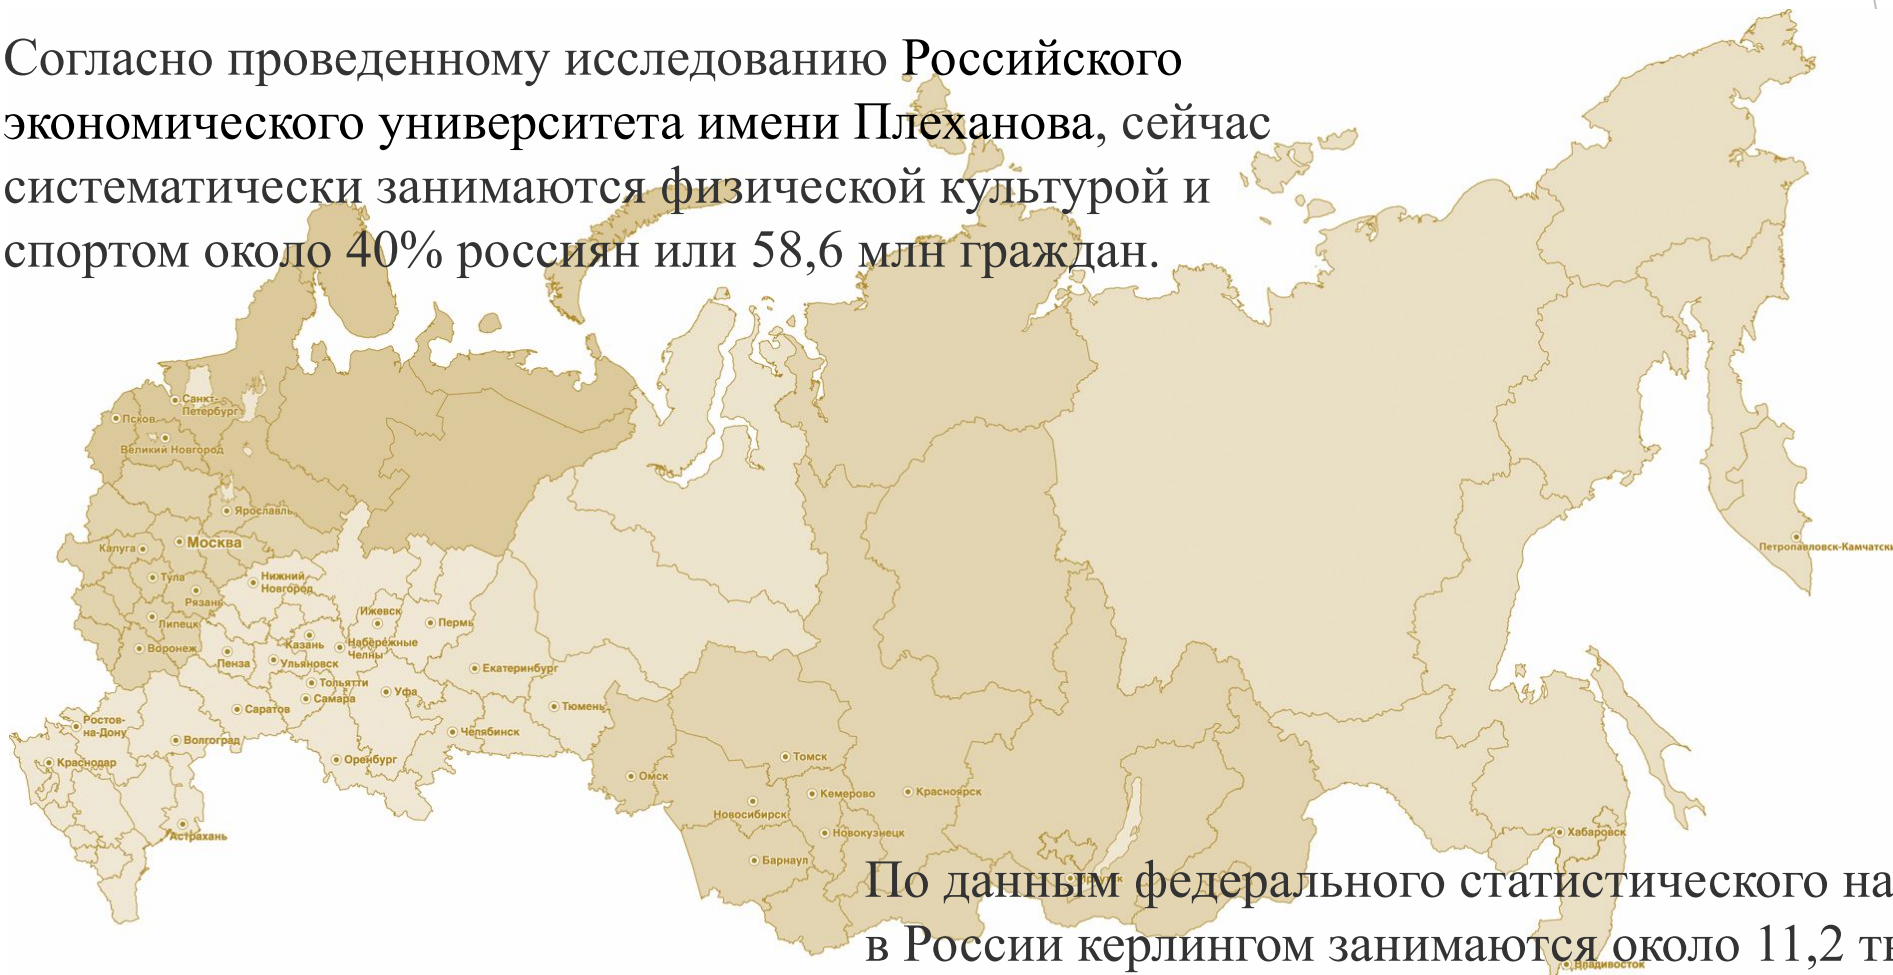 Согласно проведенному исследованию Российского
экономического университета имени Плеханова, сейчас
систематически занимаются физической культурой и
спортом около 40% россиян или 58,6 млн граждан.
Санкт-
Петербург
Псков
Великий Новгород
Ярославль
Калуга
Москва
Тула
Рязань
Нижний
Новгород
Липецк
Воронеж
Ижевск
Пермь
Казань
Набережные
Челны
Пенза
Ульяновск
Екатеринбург
Тольятти
Самара
Уфа
Саратов
Тюмень
Ростов-
на-Дону
Волгоград
Челябинск
Краснодар
Оренбург
Астрахань
Омск
Томск
Новосибирск
Кемерово
Красноярск
Новокузнецк
Барнаул
Иркутск
Хабаровск
Владивосток
Петропавловск-Камчатски
По данным федерального статистического на
в России керлингом занимаются около 11,2